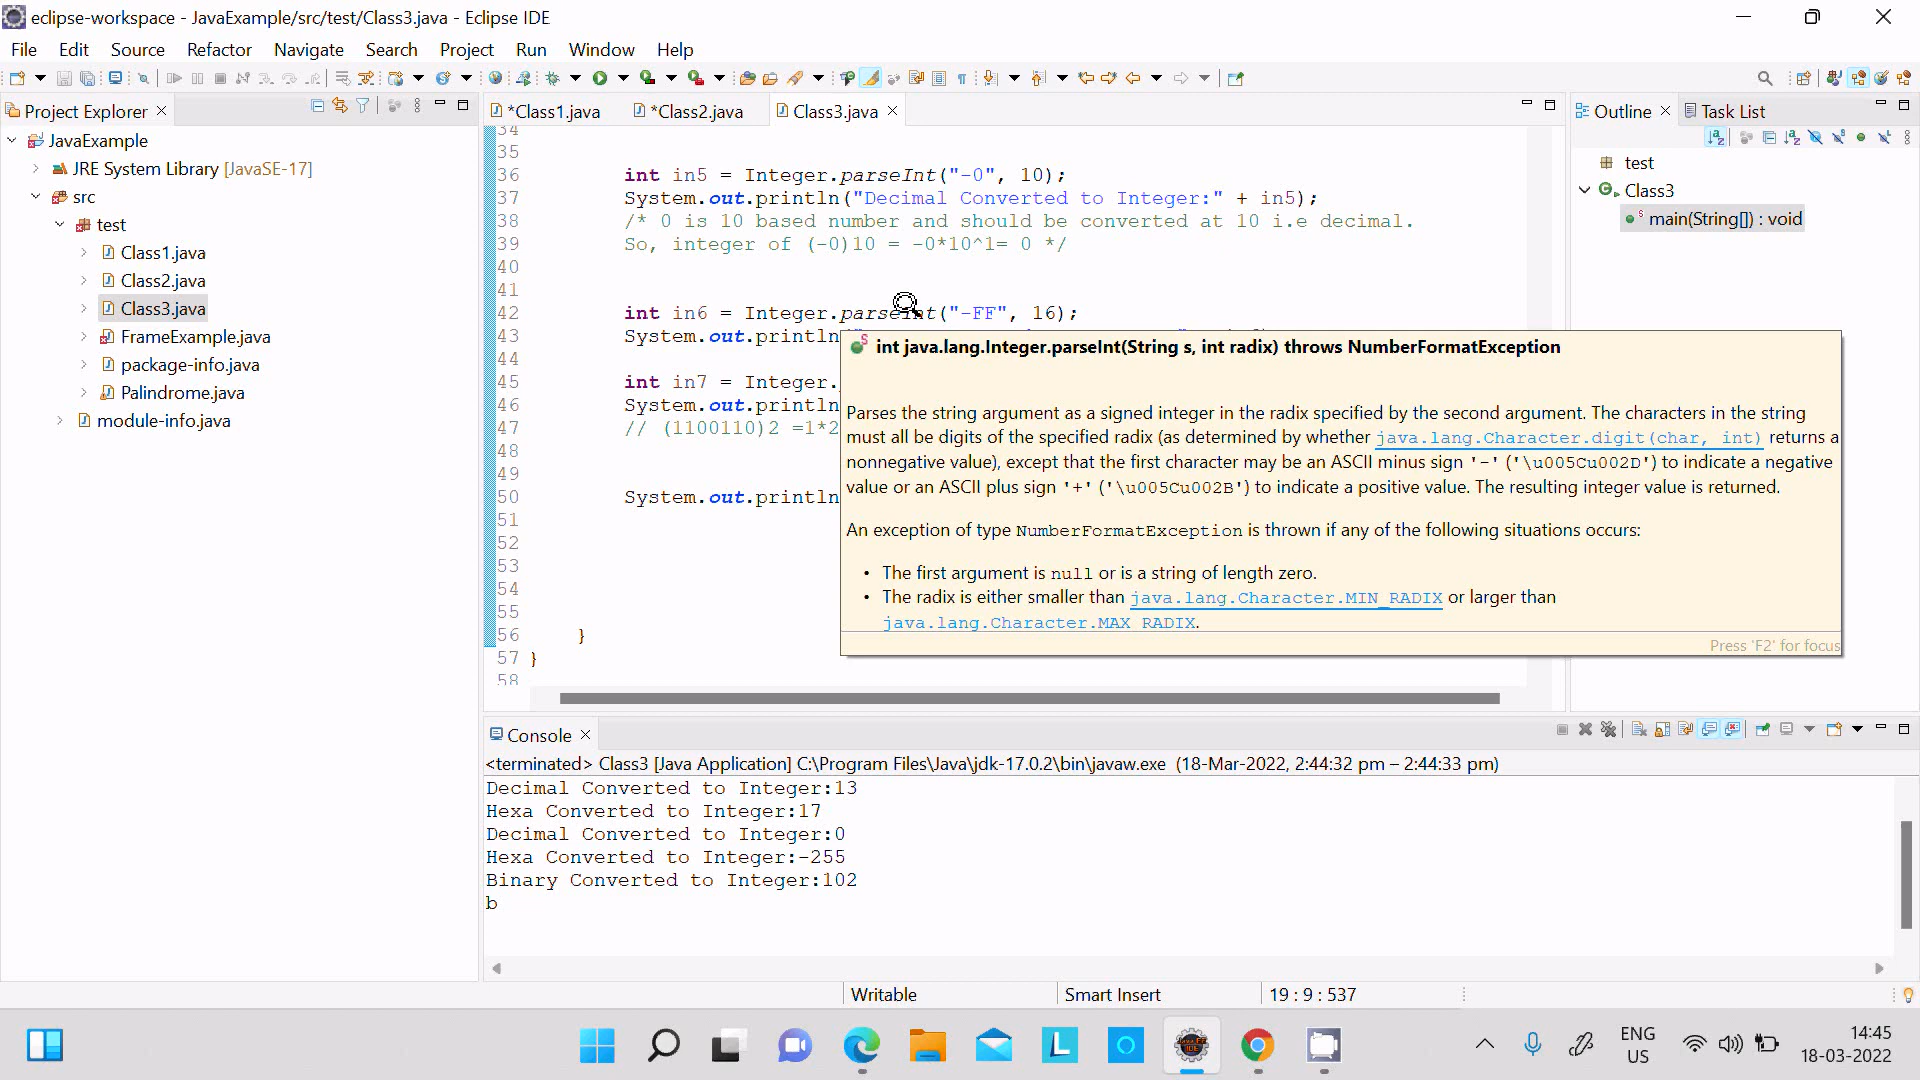 eclipse-workspace - JavaExample/src/test/Class3.java - Eclipse IDE
File Edit Source Refactor Navigate Search Project Run Window Help
Project Explorer
JavaExample
JRE System Library [JavaSE-17]
src
test
Class1.java
Class2.java
Class3.java
FrameExample.java
package-info.java
Palindrome.java
module-info.java
*Class1.java *Class2.java Class3.java
34
35
36 int in5 = Integer.parseInt("-0", 10);
37 System.out.println("Decimal Converted to Integer:" + in5);
38 /* 0 is 10 based number and should be converted at 10 i.e decimal.
39 So, integer of (-0)10 = -0*10^1= 0 */
40
41
42 int in6 = Integer.parseInt("-FF", 16);
43 System.out.println
44
45 int in7 = Integer.
46 System.out.println
47 // (1100110)2 =1*2
48
49
50 System.out.println
51
52
53
54
55
56 }
57 }
58
int java.lang.Integer.parseInt(String s, int radix) throws NumberFormatException
Parses the string argument as a signed integer in the radix specified by the second argument. The characters in the string
must all be digits of the specified radix (as determined by whether java.lang.Character.digit(char, int) returns a
nonnegative value), except that the first character may be an ASCII minus sign '-' ('\u005Cu002D') to indicate a negative
value or an ASCII plus sign '+' ('\u005Cu002B') to indicate a positive value. The resulting integer value is returned.
An exception of type NumberFormatException is thrown if any of the following situations occurs:
• The first argument is null or is a string of length zero.
• The radix is either smaller than java.lang.Character.MIN_RADIX or larger than
java.lang.Character.MAX_RADIX.
Press 'F2' for focus
Outline Task List
test
Class3
main(String[]) : void
Console
<terminated> Class3 [Java Application] C:\Program Files\Java\jdk-17.0.2\bin\javaw.exe (18-Mar-2022, 2:44:32 pm – 2:44:33 pm)
Decimal Converted to Integer:13
Hexa Converted to Integer:17
Decimal Converted to Integer:0
Hexa Converted to Integer:-255
Binary Converted to Integer:102
b
Writable Smart Insert 19 : 9 : 537
ENG
US
14:45
18-03-2022